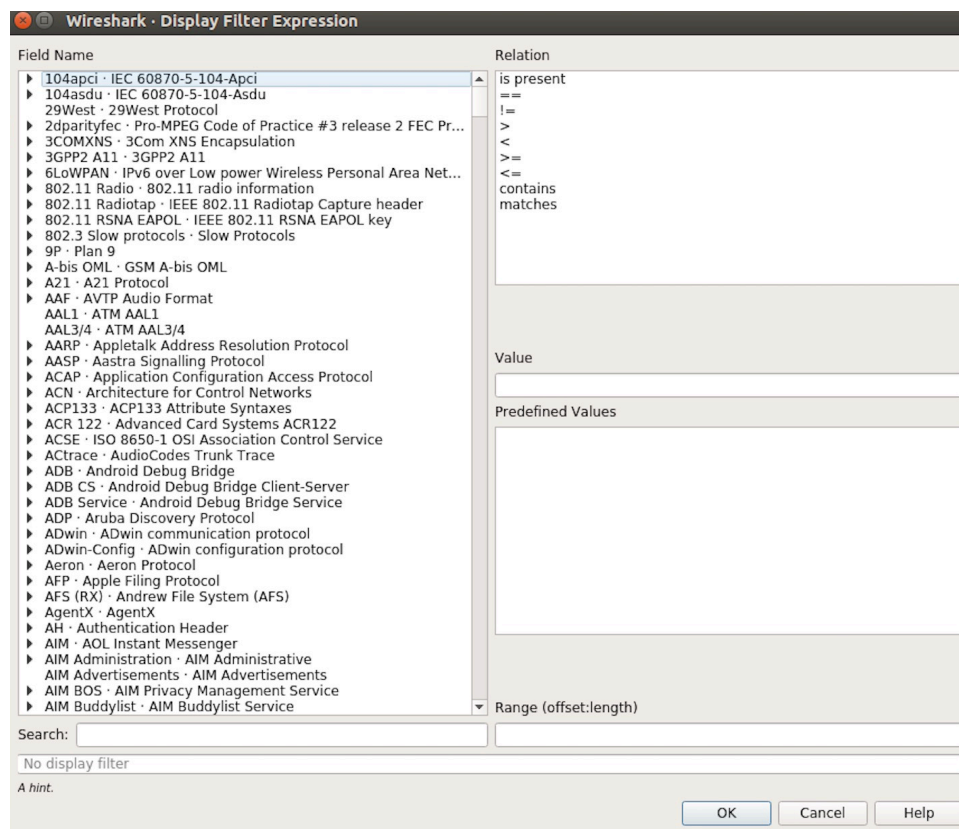 Wireshark · Display Filter Expression
Field Name
104apci · IEC 60870-5-104-Apci
104asdu · IEC 60870-5-104-Asdu
29West · 29West Protocol
2dparityfec · Pro-MPEG Code of Practice #3 release 2 FEC Pr...
3COMXNS · 3Com XNS Encapsulation
3GPP2 A11 · 3GPP2 A11
6LoWPAN · IPv6 over Low power Wireless Personal Area Net...
802.11 Radio · 802.11 radio information
802.11 Radiotap · IEEE 802.11 Radiotap Capture header
802.11 RSNA EAPOL · IEEE 802.11 RSNA EAPOL key
802.3 Slow protocols · Slow Protocols
9P · Plan 9
A-bis OML · GSM A-bis OML
A21 · A21 Protocol
AAF · AVTP Audio Format
AAL1 · ATM AAL1
AAL3/4 · ATM AAL3/4
AARP · Appletalk Address Resolution Protocol
AASP · Aastra Signalling Protocol
ACAP · Application Configuration Access Protocol
ACN · Architecture for Control Networks
ACP133 · ACP133 Attribute Syntaxes
ACR 122 · Advanced Card Systems ACR122
ACSE · ISO 8650-1 OSI Association Control Service
ACtrace · AudioCodes Trunk Trace
ADB · Android Debug Bridge
ADB CS · Android Debug Bridge Client-Server
ADB Service · Android Debug Bridge Service
ADP · Aruba Discovery Protocol
ADwin · ADwin communication protocol
ADwin-Config · ADwin configuration protocol
Aeron · Aeron Protocol
AFP · Apple Filing Protocol
AFS (RX) · Andrew File System (AFS)
AgentX · AgentX
AH · Authentication Header
AIM · AOL Instant Messenger
AIM Administration · AIM Administrative
AIM Advertisements · AIM Advertisements
AIM BOS · AIM Privacy Management Service
AIM Buddylist · AIM Buddylist Service
Search:
Relation
is present
==
!=
>
<
>=
<=
contains
matches
Value
Predefined Values
Range (offset:length)
No display filter
A hint.
OK
Cancel
Help